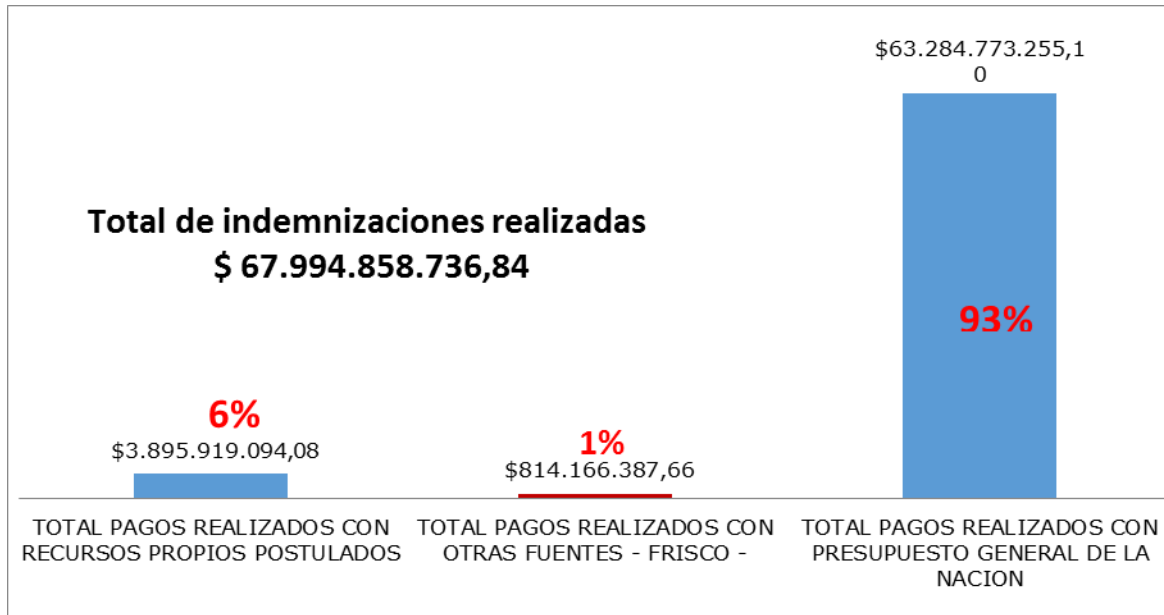 $63.284.773.255,1
0
Total de indemnizaciones realizadas
$ 67.994.858.736,84
93%
6%
$3.895.919.094,08
1%
$814.166.387,66
TOTAL PAGOS REALIZADOS CON
RECURSOS PROPIOS POSTULADOS
TOTAL PAGOS REALIZADOS CON
OTRAS FUENTES - FRISCO -
TOTAL PAGOS REALIZADOS CON
PRESUPUESTO GENERAL DE LA
NACION